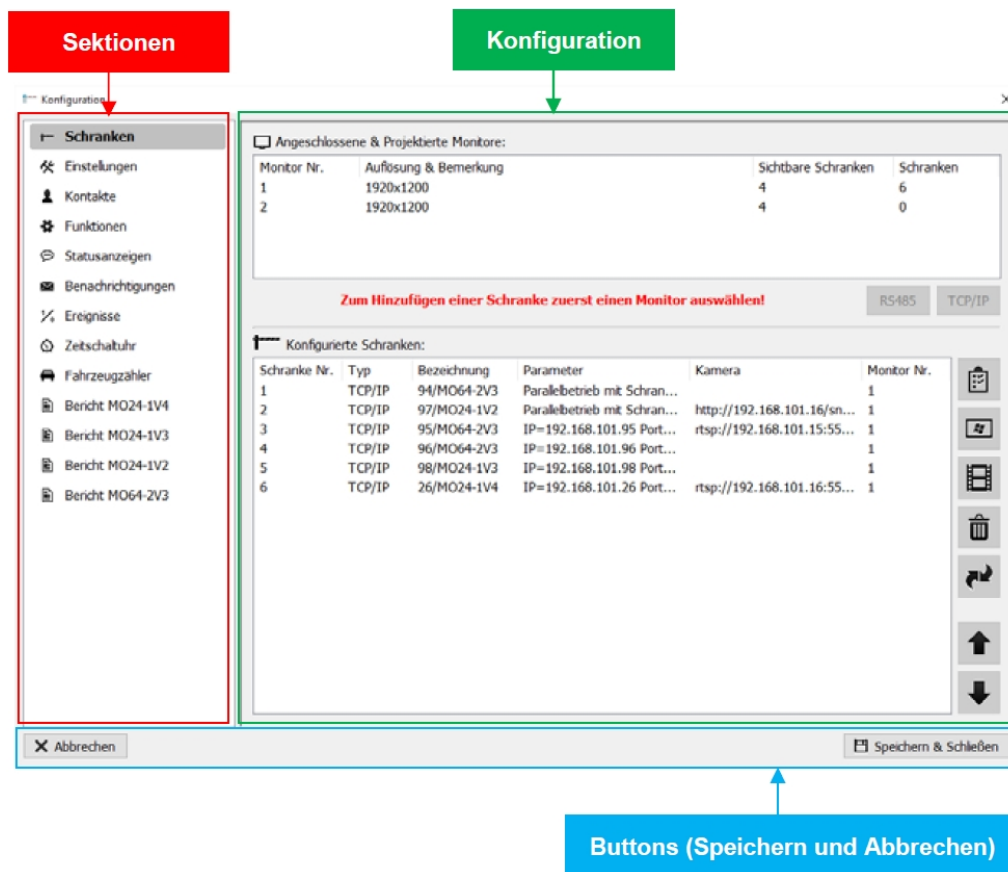 Sektionen
Konfiguration
Konfiguration
Schranken
Einstellungen
Kontakte
Funktionen
Statusanzeigen
Benachrichtigungen
Ereignisse
Zeitschaltuhr
Fahrzeugzähler
Bericht MO24-1V4
Bericht MO24-1V3
Bericht MO24-1V2
Bericht MO64-2V3
Angeschlossene & Projektierte Monitore:
Monitor Nr. Auflösung & Bemerkung Sichtbare Schranken Schranken
1 1920x1200 4 6
2 1920x1200 4 0
Zum Hinzufügen einer Schranke zuerst einen Monitor auswählen!
RS485 TCP/IP
Konfigurierte Schranken:
Schranke Nr. Typ Bezeichnung Parameter Kamera Monitor Nr.
1 TCP/IP 94/MO64-2V3 Parallelbetrieb mit Schran... 1
2 TCP/IP 97/MO24-1V2 Parallelbetrieb mit Schran... http://192.168.101.16/sn... 1
3 TCP/IP 95/MO64-2V3 IP=192.168.101.95 Port... rtsp://192.168.101.15:55... 1
4 TCP/IP 96/MO64-2V3 IP=192.168.101.96 Port... 1
5 TCP/IP 98/MO24-1V3 IP=192.168.101.98 Port... 1
6 TCP/IP 26/MO24-1V4 IP=192.168.101.26 Port... rtsp://192.168.101.16:55... 1
Abbrechen
Speichern & Schließen
Buttons (Speichern und Abbrechen)